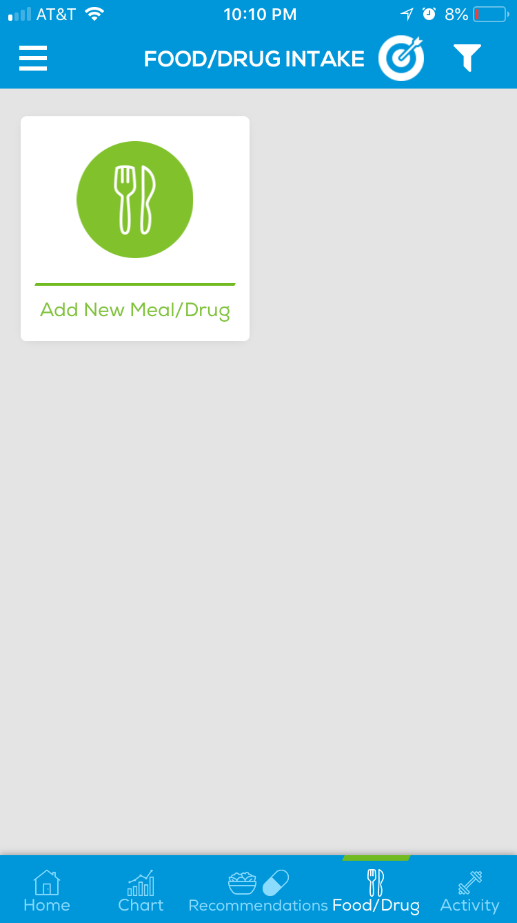 AT&T 10:10 PM 8%
FOOD/DRUG INTAKE
Add New Meal/Drug
Home Chart Recommendations Food/Drug Activity